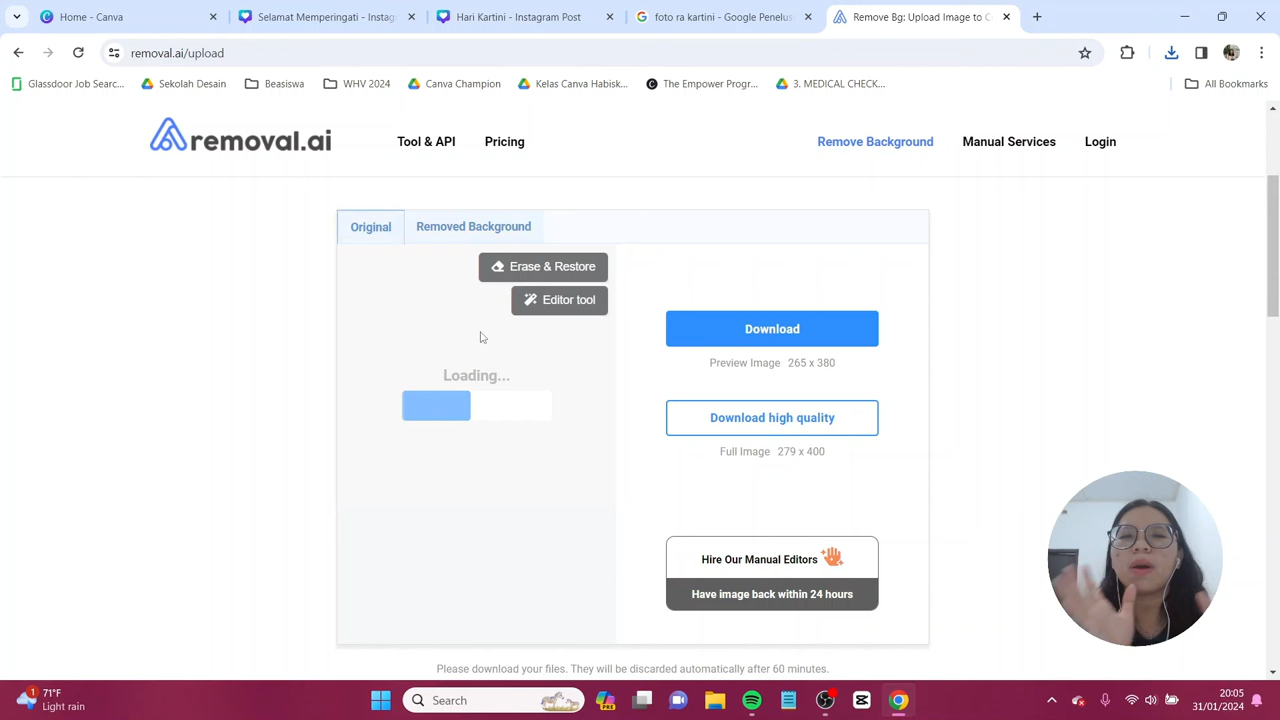 Home - Canva
Selamat Memperingati - Instag
Hari Kartini - Instagram Post
foto ra kartini - Google Penelus
Remove Bg: Upload Image to C
removal.ai/upload
Glassdoor Job Searc...
Sekolah Desain
Beasiswa
WHV 2024
Canva Champion
Kelas Canva Habisk...
The Empower Progr...
3. MEDICAL CHECK...
All Bookmarks
removal.ai
Tool & API
Pricing
Remove Background
Manual Services
Login
Original
Removed Background
Erase & Restore
Editor tool
Loading...
Download
Preview Image 265 x 380
Download high quality
Full Image 279 x 400
Hire Our Manual Editors
Have image back within 24 hours
Please download your files. They will be discarded automatically after 60 minutes.
1
71°F
Light rain
Search
20:05
31/01/2024